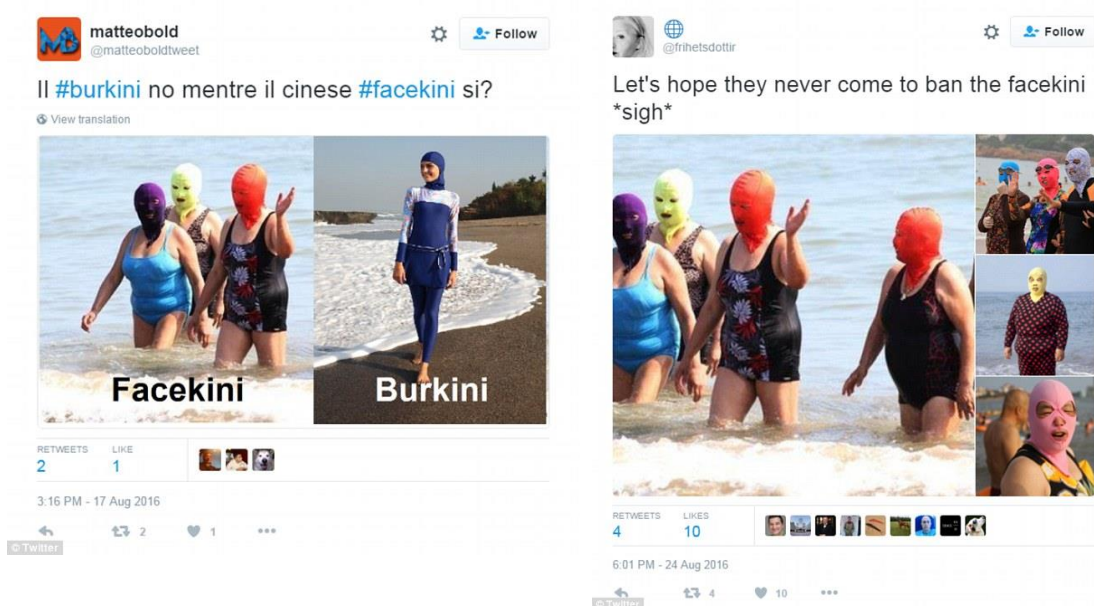 matteobold
@matteoboldtweet
Follow
Il #burkini no mentre il cinese #facekini si?
View translation
Facekini
Burkini
RETWEETS LIKE
2 1
3:16 PM - 17 Aug 2016
2 1
© Twitter
@frihetsdottir
Follow
Let's hope they never come to ban the facekini
*sigh*
RETWEETS LIKES
4 10
6:01 PM - 24 Aug 2016
4 10
© Twitter